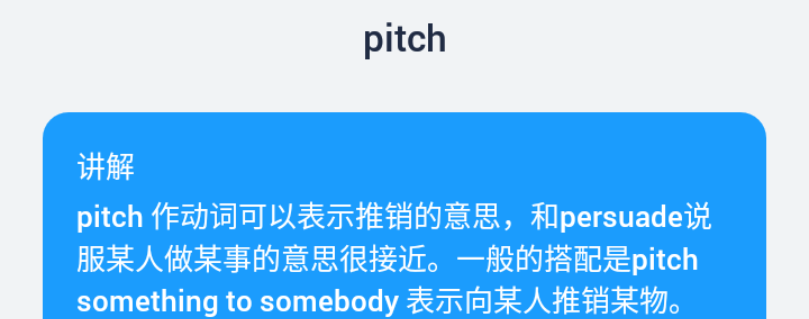 pitch
讲解
pitch 作动词可以表示推销的意思，和persuade说
服某人做某事的意思很接近。一般的搭配是pitch
something to somebody 表示向某人推销某物。